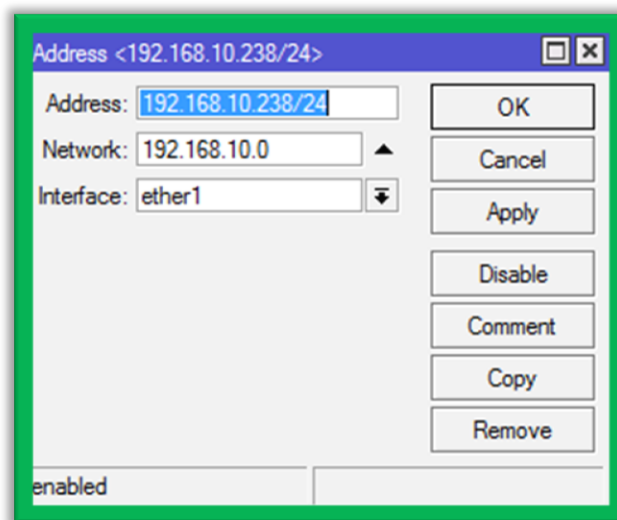 Address <192.168.10.238/24>
Address: 192.168.10.238/24
Network: 192.168.10.0
Interface: ether1
OK
Cancel
Apply
Disable
Comment
Copy
Remove
enabled